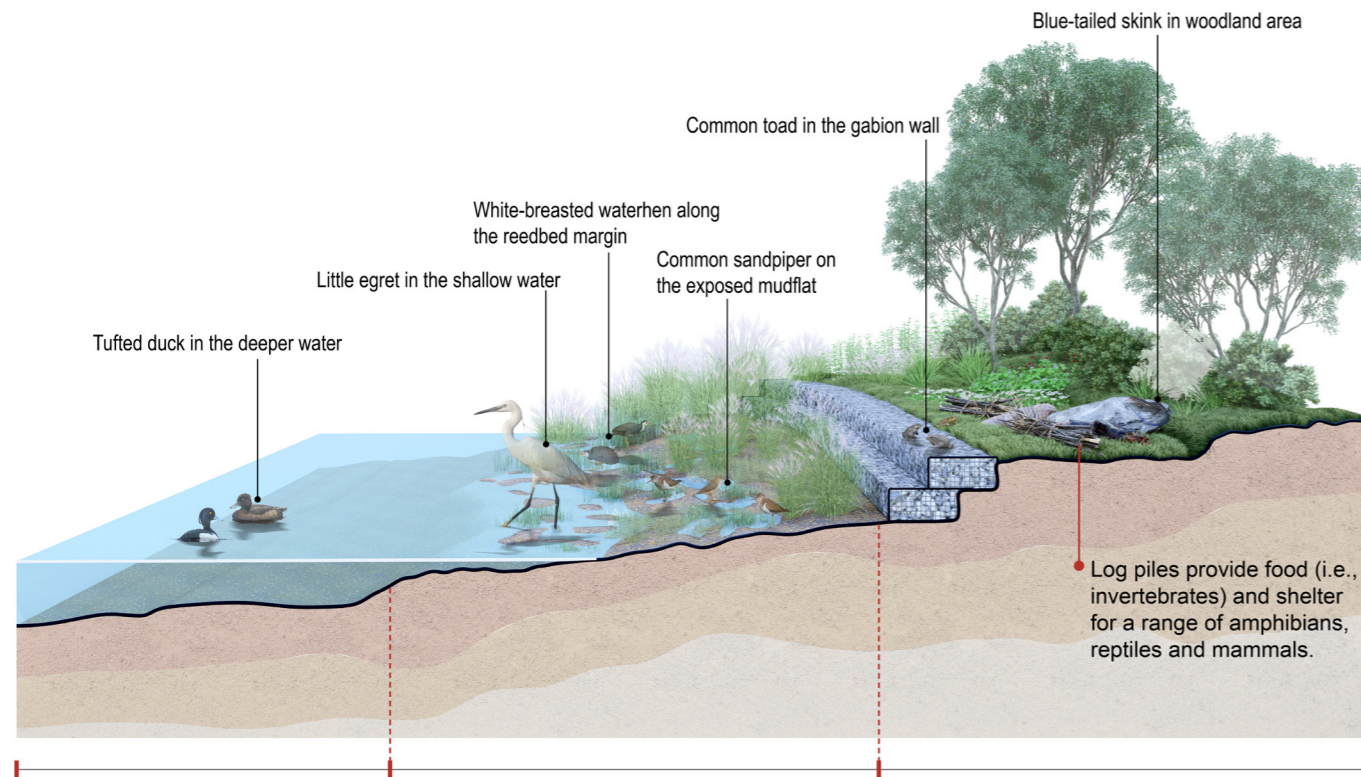 Blue-tailed skink in woodland area
Common toad in the gabion wall
White-breasted waterhen along
the reedbed margin
Common sandpiper on
the exposed mudflat
Little egret in the shallow water
Tufted duck in the deeper water
Log piles provide food (i.e.,
invertebrates) and shelter
for a range of amphibians,
reptiles and mammals.